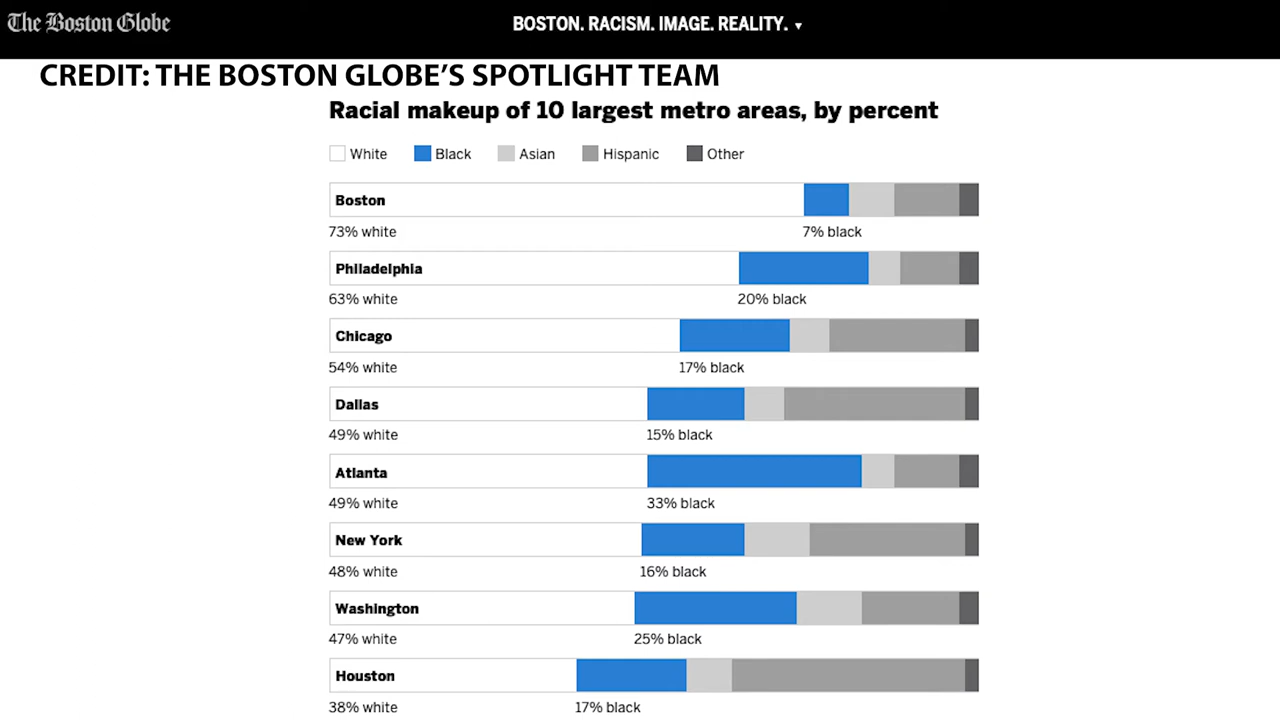 The Boston Globe
BOSTON. RACISM. IMAGE. REALITY.
CREDIT: THE BOSTON GLOBE'S SPOTLIGHT TEAM
Racial makeup of 10 largest metro areas, by percent
White Black Asian Hispanic Other
Boston
73% white 7% black
Philadelphia
63% white 20% black
Chicago
54% white 17% black
Dallas
49% white 15% black
Atlanta
49% white 33% black
New York
48% white 16% black
Washington
47% white 25% black
Houston
38% white 17% black